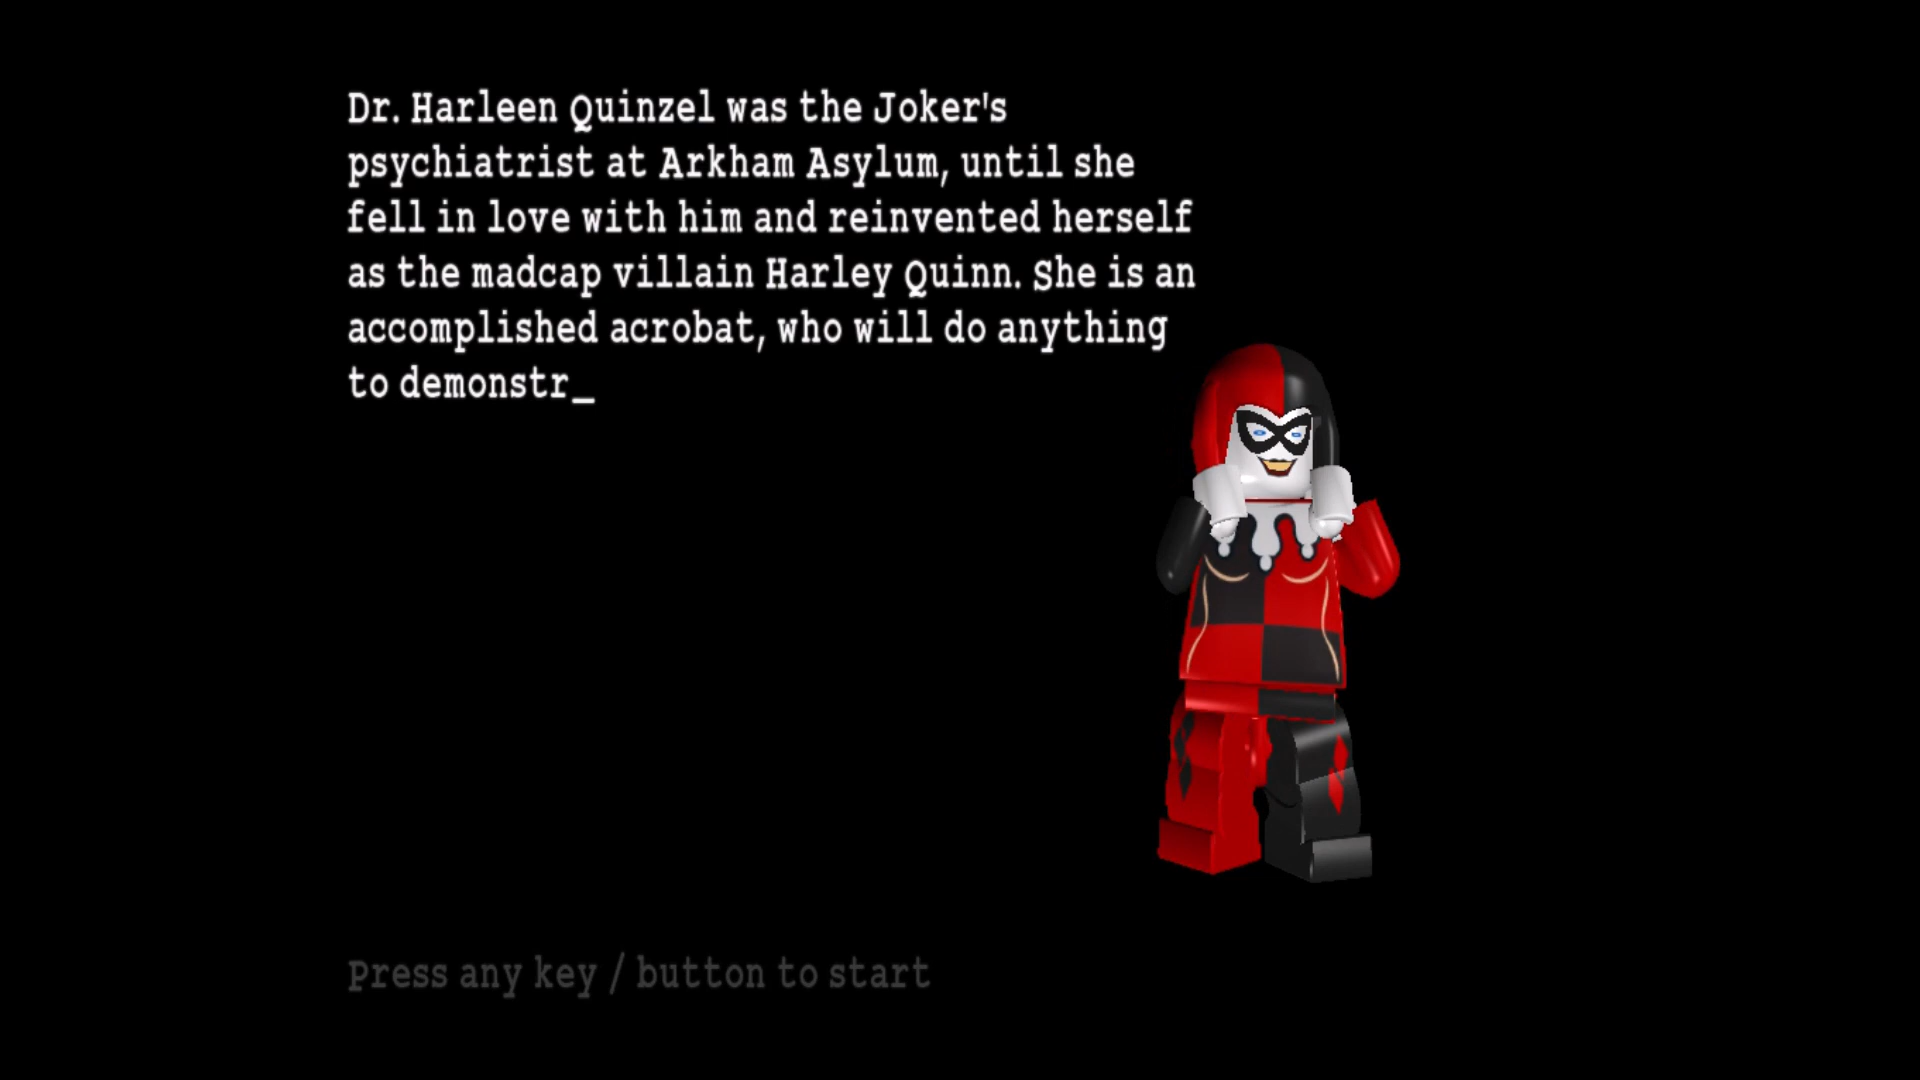 Dr. Harleen Quinzel was the Joker's
psychiatrist at Arkham Asylum, until she
fell in love with him and reinvented herself
as the madcap villain Harley Quinn. She is an
accomplished acrobat, who will do anything
to demonstr_
Press any key / button to start